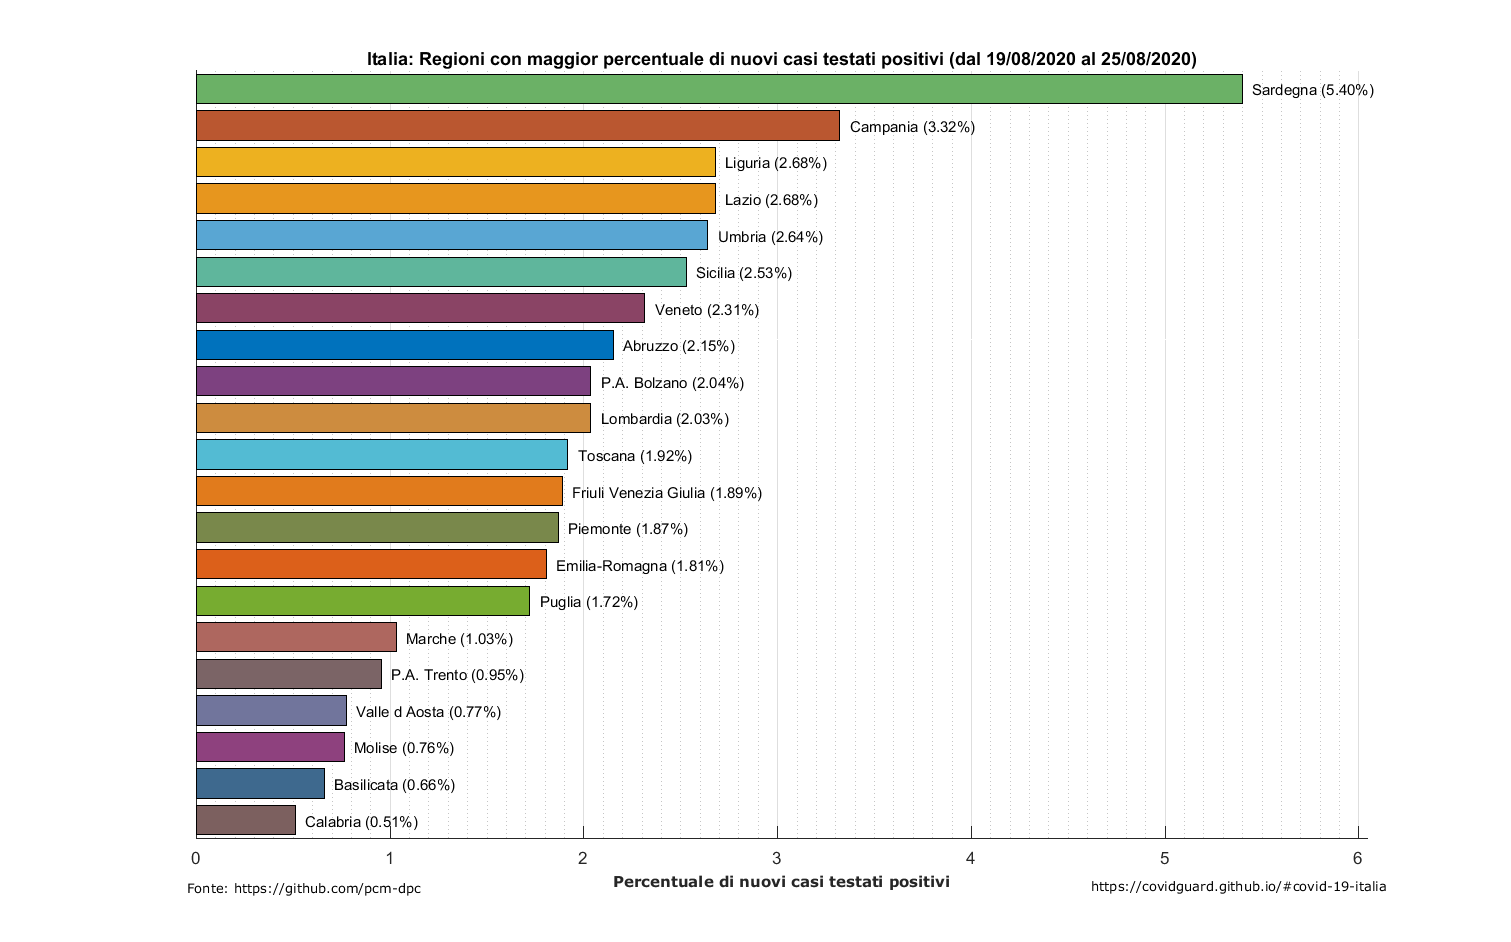 Italia: Regioni con maggior percentuale di nuovi casi testati positivi (dal 19/08/2020 al 25/08/2020)
Sardegna (5.40%)
Campania (3.32%)
Liguria (2.68%)
Lazio (2.68%)
Umbria (2.64%)
Sicilia (2.53%)
Veneto (2.31%)
Abruzzo (2.15%)
P.A. Bolzano (2.04%)
Lombardia (2.03%)
Toscana (1.92%)
Friuli Venezia Giulia (1.89%)
Piemonte (1.87%)
Emilia-Romagna (1.81%)
Puglia (1.72%)
Marche (1.03%)
P.A. Trento (0.95%)
Valle d Aosta (0.77%)
Molise (0.76%)
Basilicata (0.66%)
Calabria (0.51%)
0 1 2 3 4 5 6
Percentuale di nuovi casi testati positivi
Fonte: https://github.com/pcm-dpc
https://covidguard.github.io/#covid-19-italia